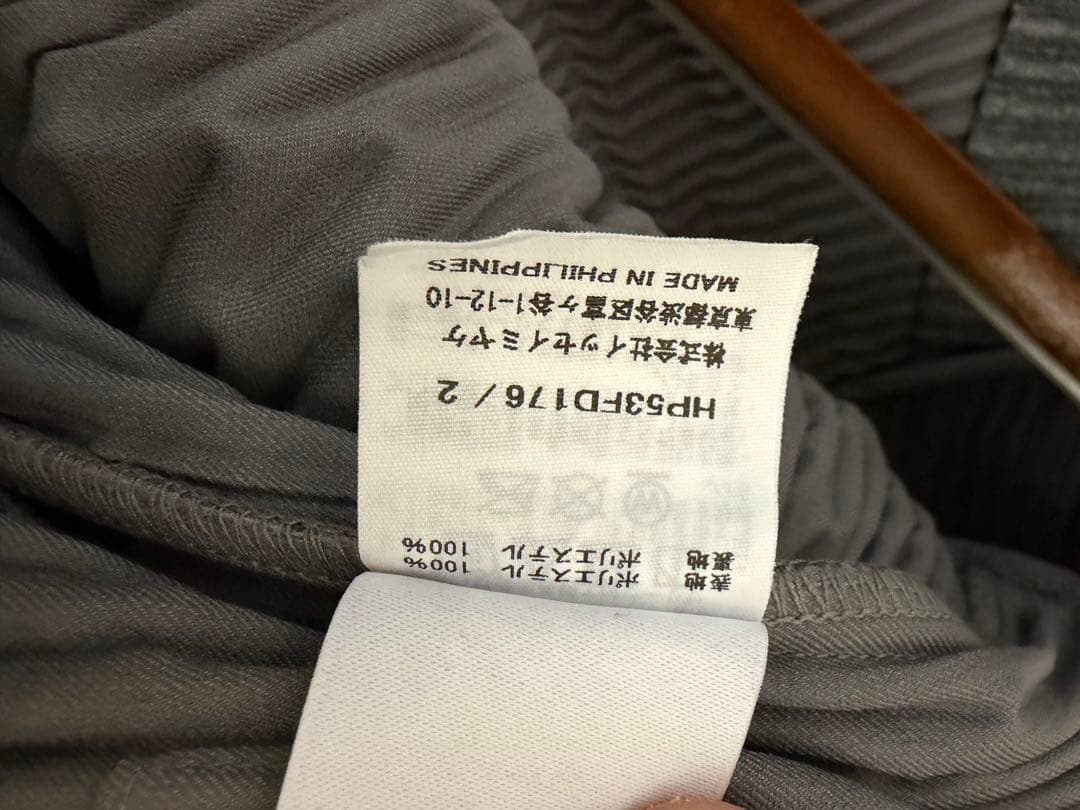 表地 ポリエステル 100%
裏地 ポリエステル 100%
HP53FD176 / 2
株式会社イッセイミヤケ
東京都渋谷区富ヶ谷1-12-10
MADE IN PHILIPPINES